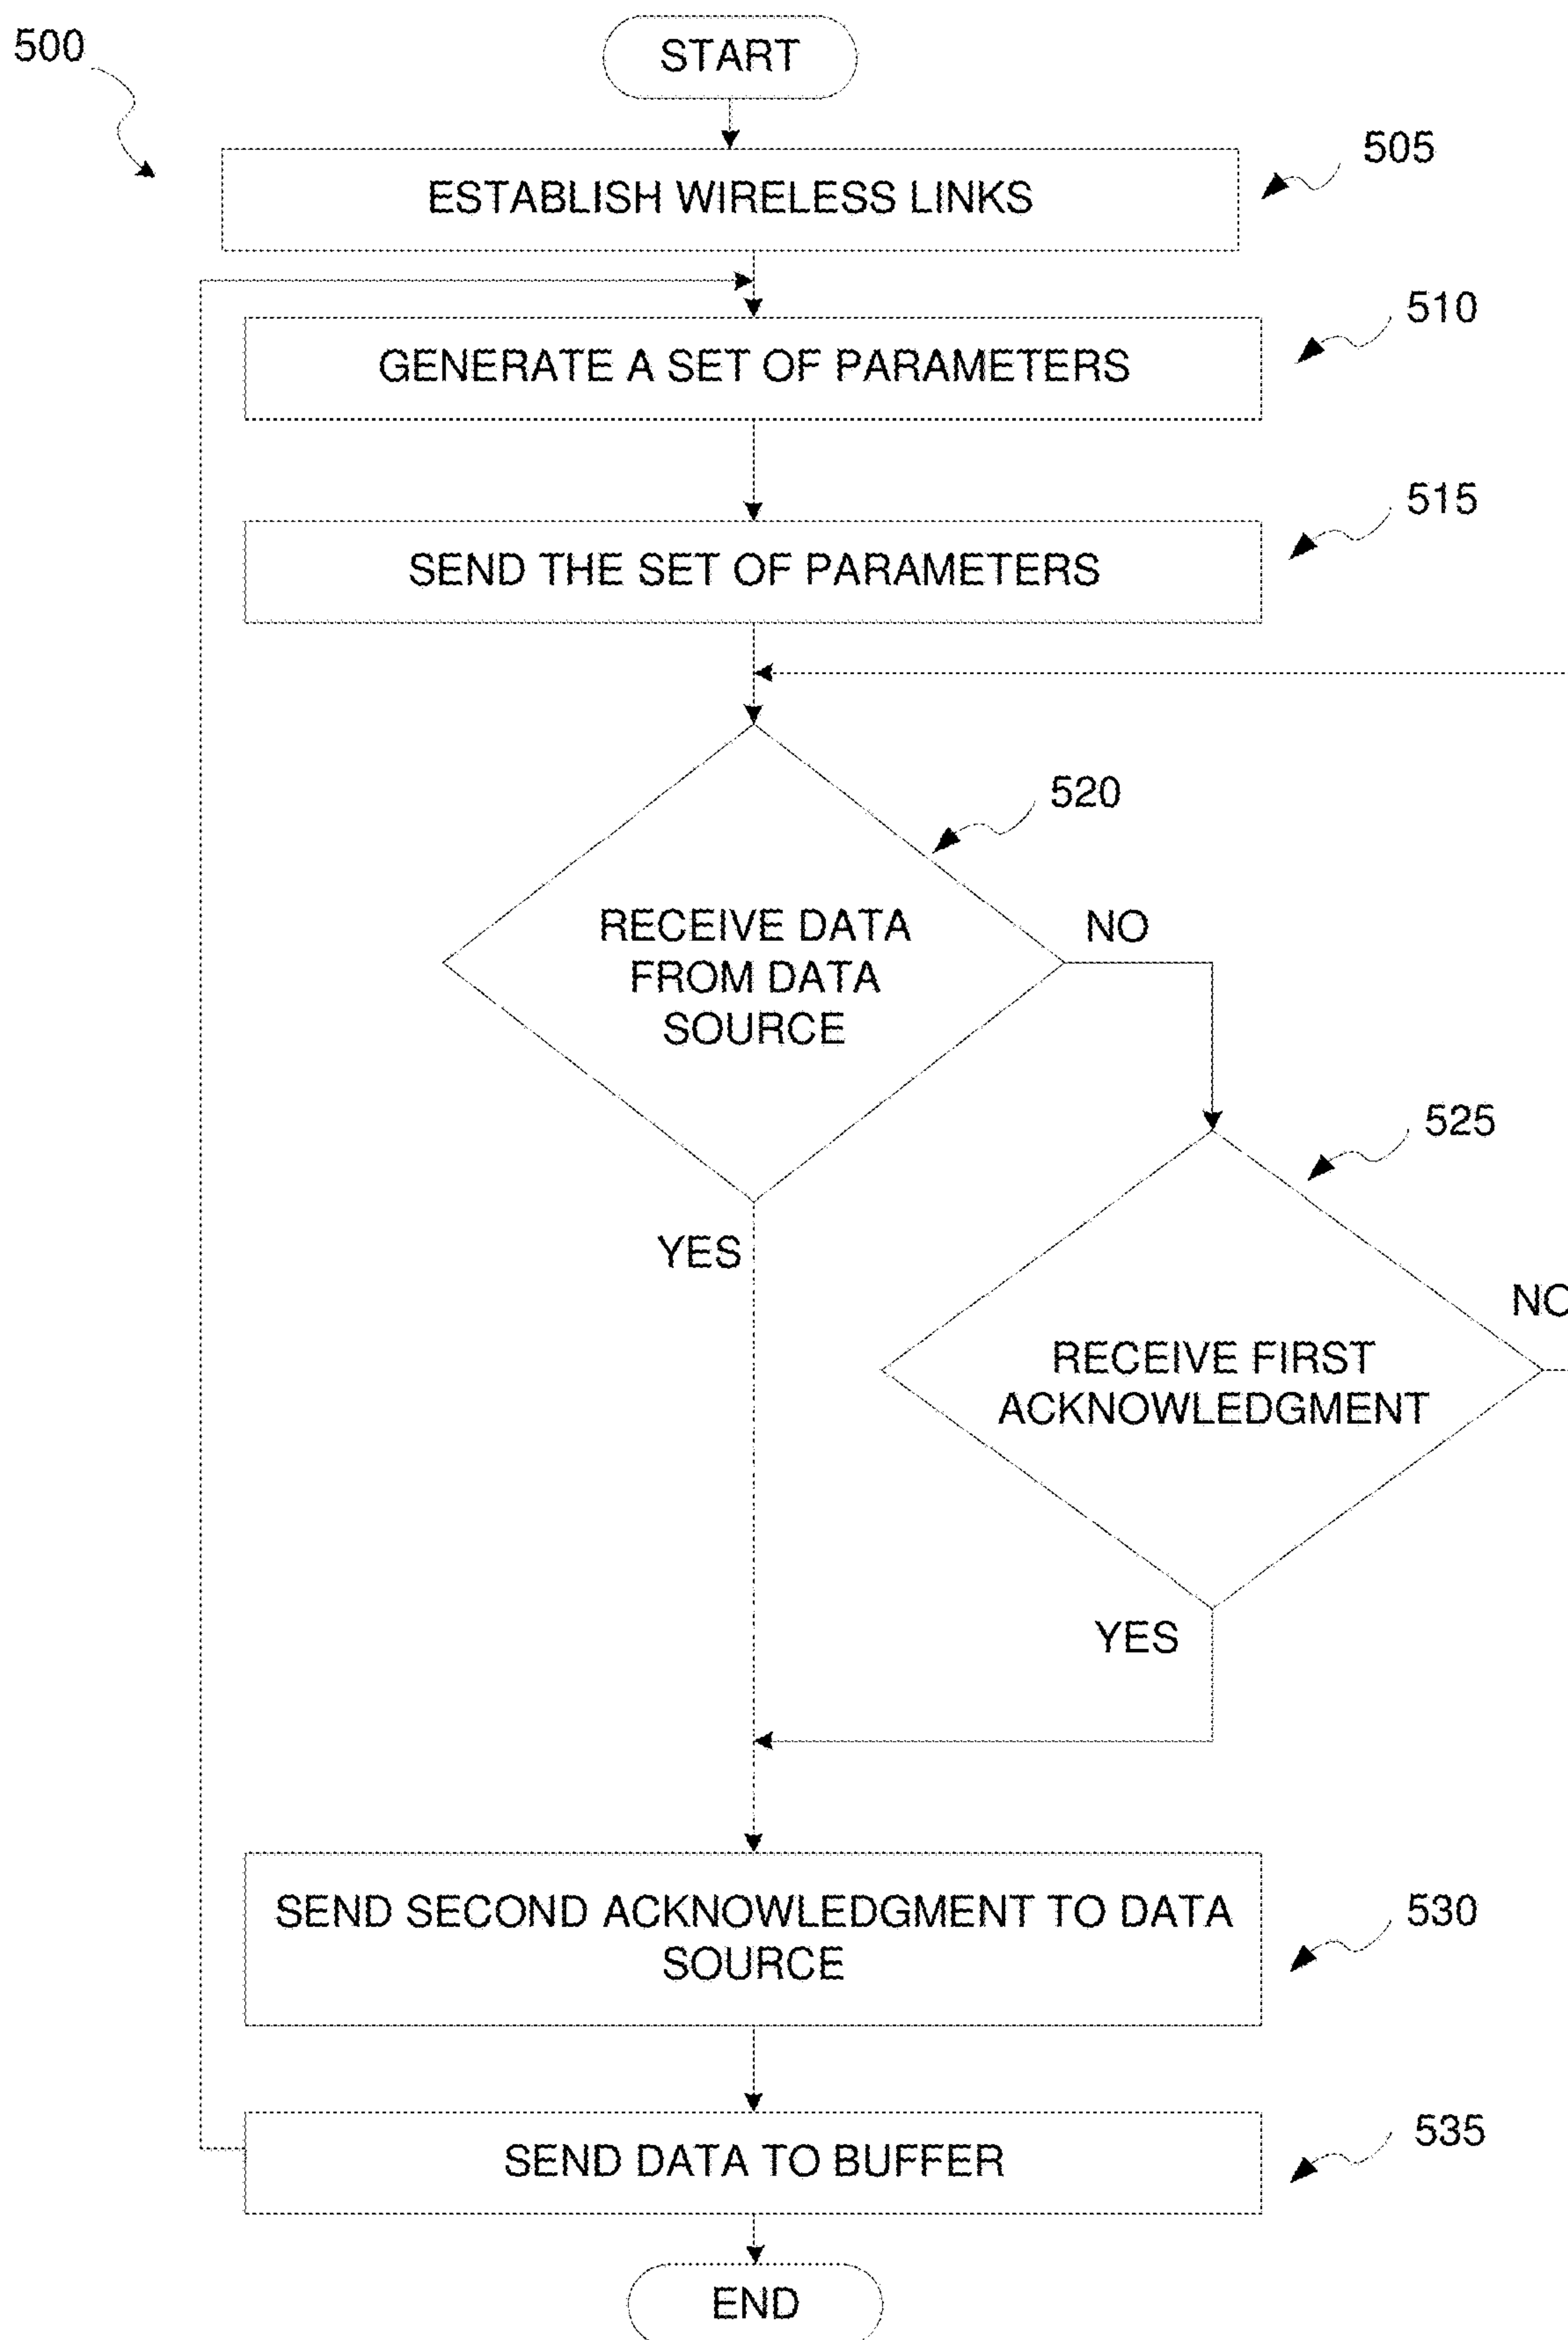 500
START
505
ESTABLISH WIRELESS LINKS
510
GENERATE A SET OF PARAMETERS
515
SEND THE SET OF PARAMETERS
520
RECEIVE DATA
FROM DATA
SOURCE
NO
YES
525
RECEIVE FIRST
ACKNOWLEDGMENT
NO
YES
SEND SECOND ACKNOWLEDGMENT TO DATA
SOURCE
530
SEND DATA TO BUFFER
535
END